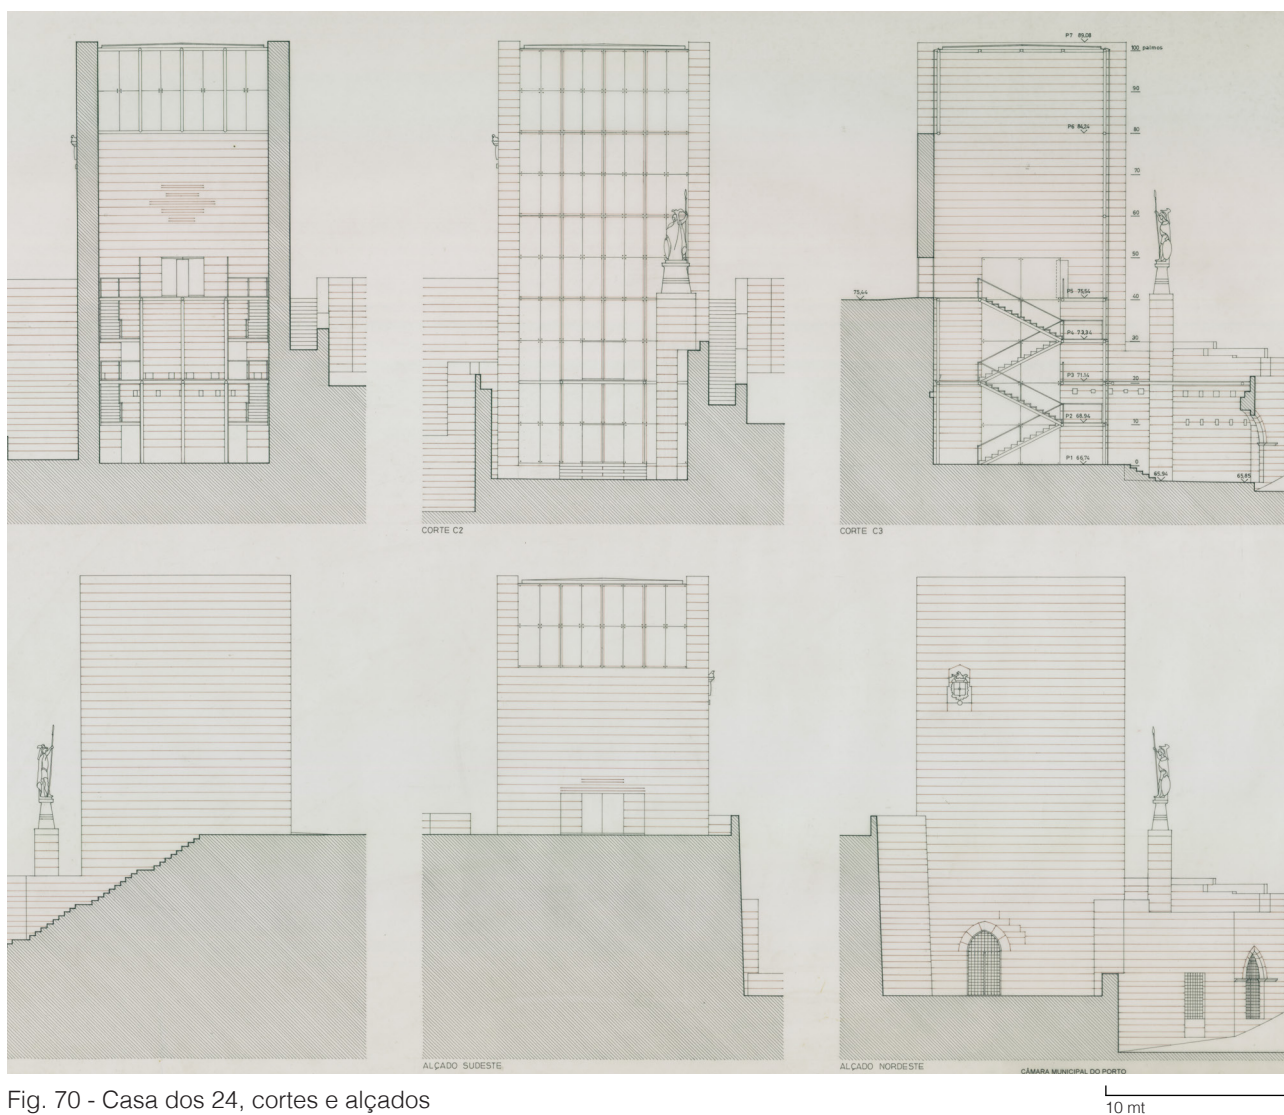 P7 89,08
100 palmos
90
P6 84,24
80
70
60
50
75,44
P5 75,54
40
P4 73,34
30
P3 71,14
20
P2 68,94
10
P1 66,74
0
65,94
65,85
CORTE C2
CORTE C3
ALÇADO SUDESTE
ALÇADO NORDESTE
CÂMARA MUNICIPAL DO PORTO
Fig. 70 - Casa dos 24, cortes e alçados
10 mt